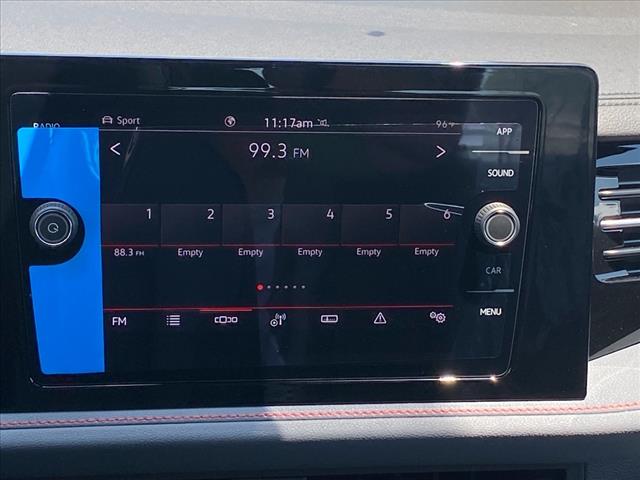 RADIO Sport 11:17am 96°F APP
99.3 FM
SOUND
1 2 3 4 5 6
88.3 FM Empty Empty Empty Empty Empty
CAR
FM MENU